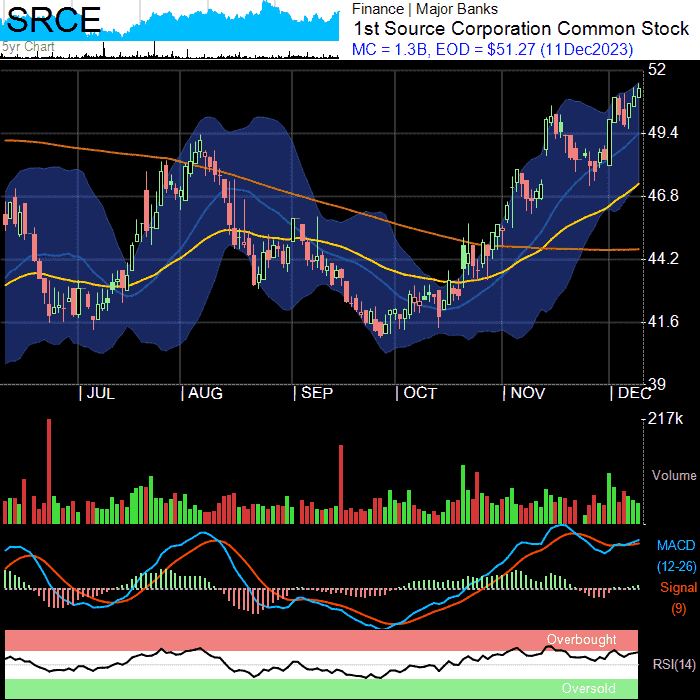 SRCE
5yr Chart
Finance | Major Banks
1st Source Corporation Common Stock
MC = 1.3B, EOD = $51.27 (11Dec2023)
52
49.4
46.8
44.2
41.6
39
| JUL | AUG | SEP | OCT | NOV | DEC
217k
Volume
MACD
(12-26)
Signal
(9)
Overbought
RSI(14)
Oversold